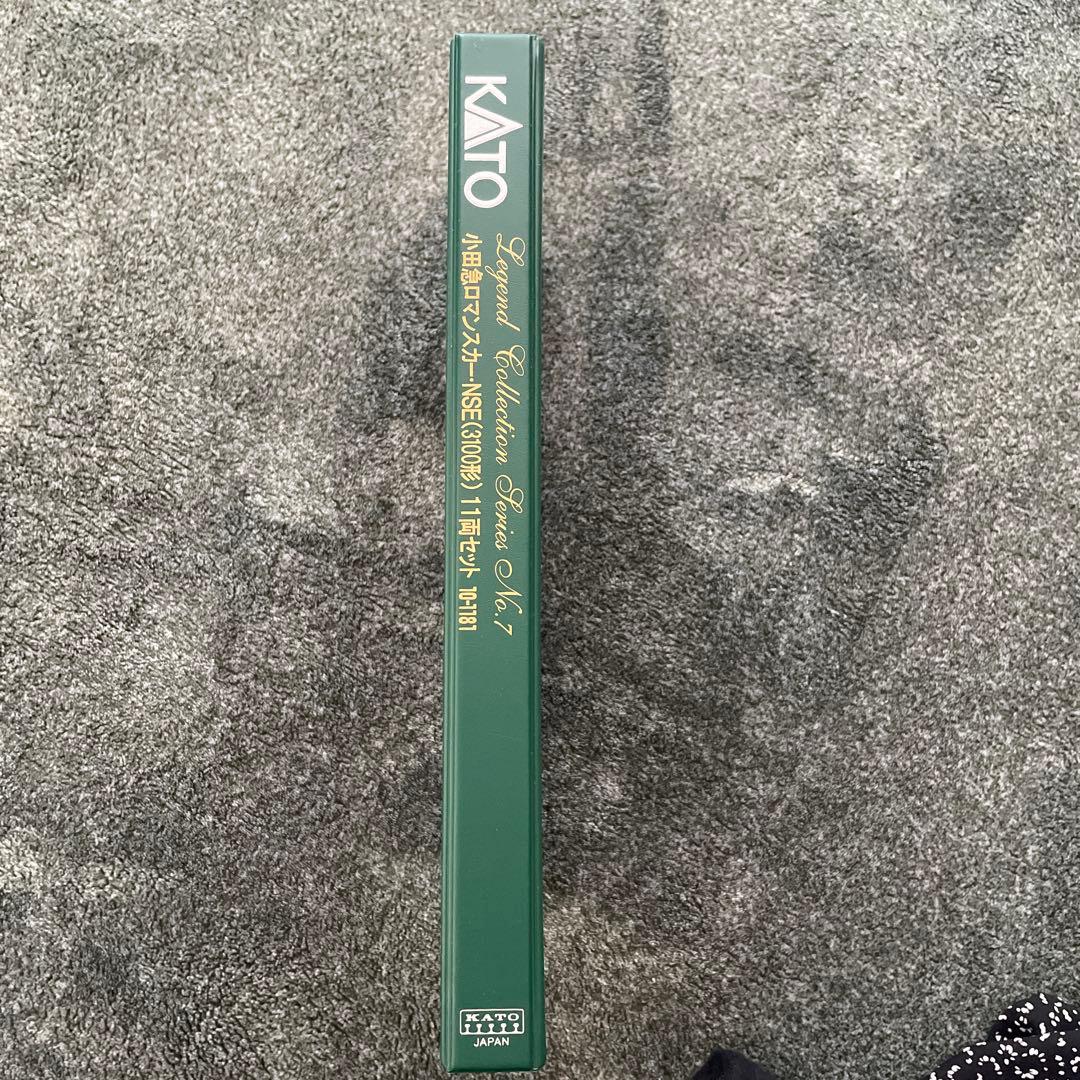 KATO
Legend Collection Series No.7
小田急ロマンスカー・NSE(3100形)11両セット 10-1181
KATO
JAPAN